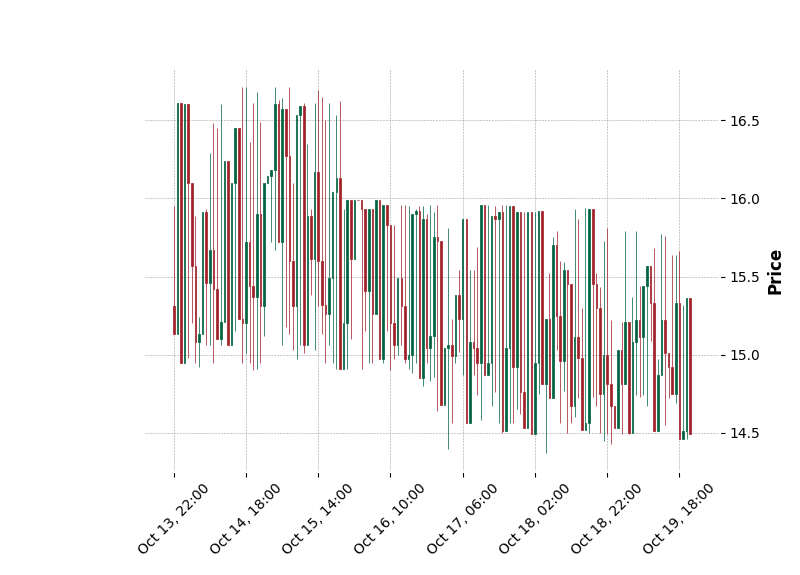 16.5
16.0
15.5
15.0
14.5
Price
Oct 13, 22:00
Oct 14, 18:00
Oct 15, 14:00
Oct 16, 10:00
Oct 17, 06:00
Oct 18, 02:00
Oct 18, 22:00
Oct 19, 18:00